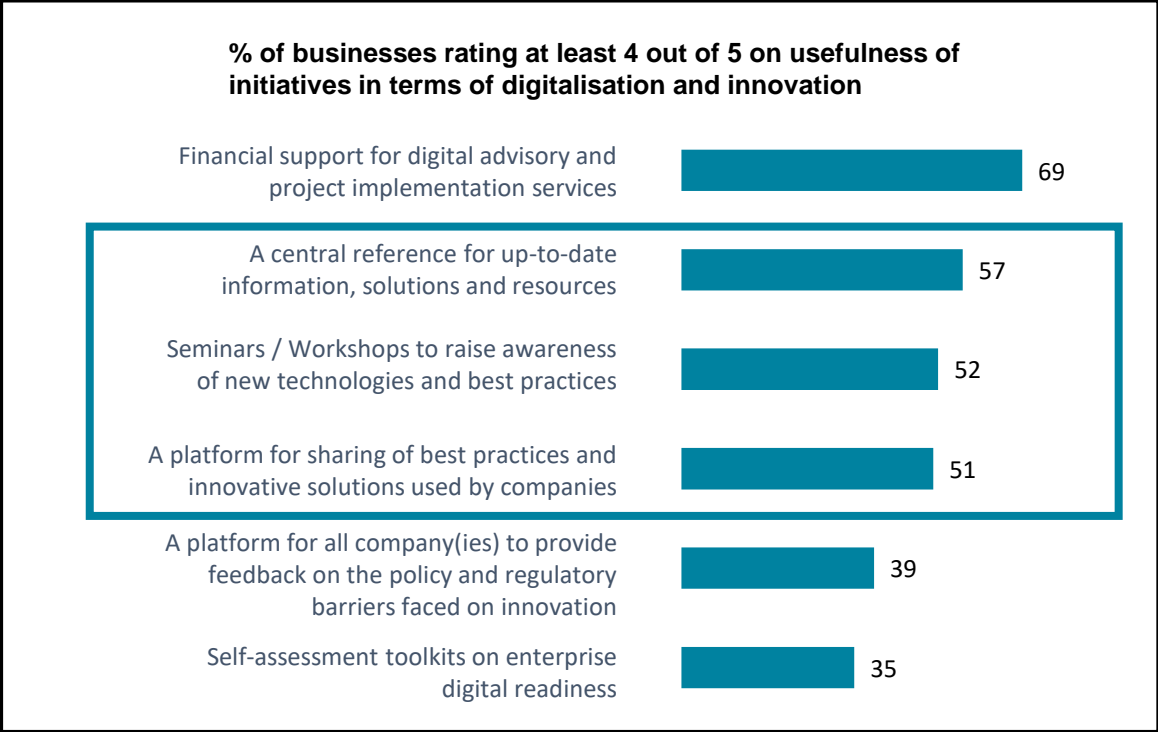 % of businesses rating at least 4 out of 5 on usefulness of
initiatives in terms of digitalisation and innovation
Financial support for digital advisory and
project implementation services
69
A central reference for up-to-date
information, solutions and resources
57
Seminars / Workshops to raise awareness
of new technologies and best practices
52
A platform for sharing of best practices and
innovative solutions used by companies
51
A platform for all company(ies) to provide
feedback on the policy and regulatory
barriers faced on innovation
39
Self-assessment toolkits on enterprise
digital readiness
35